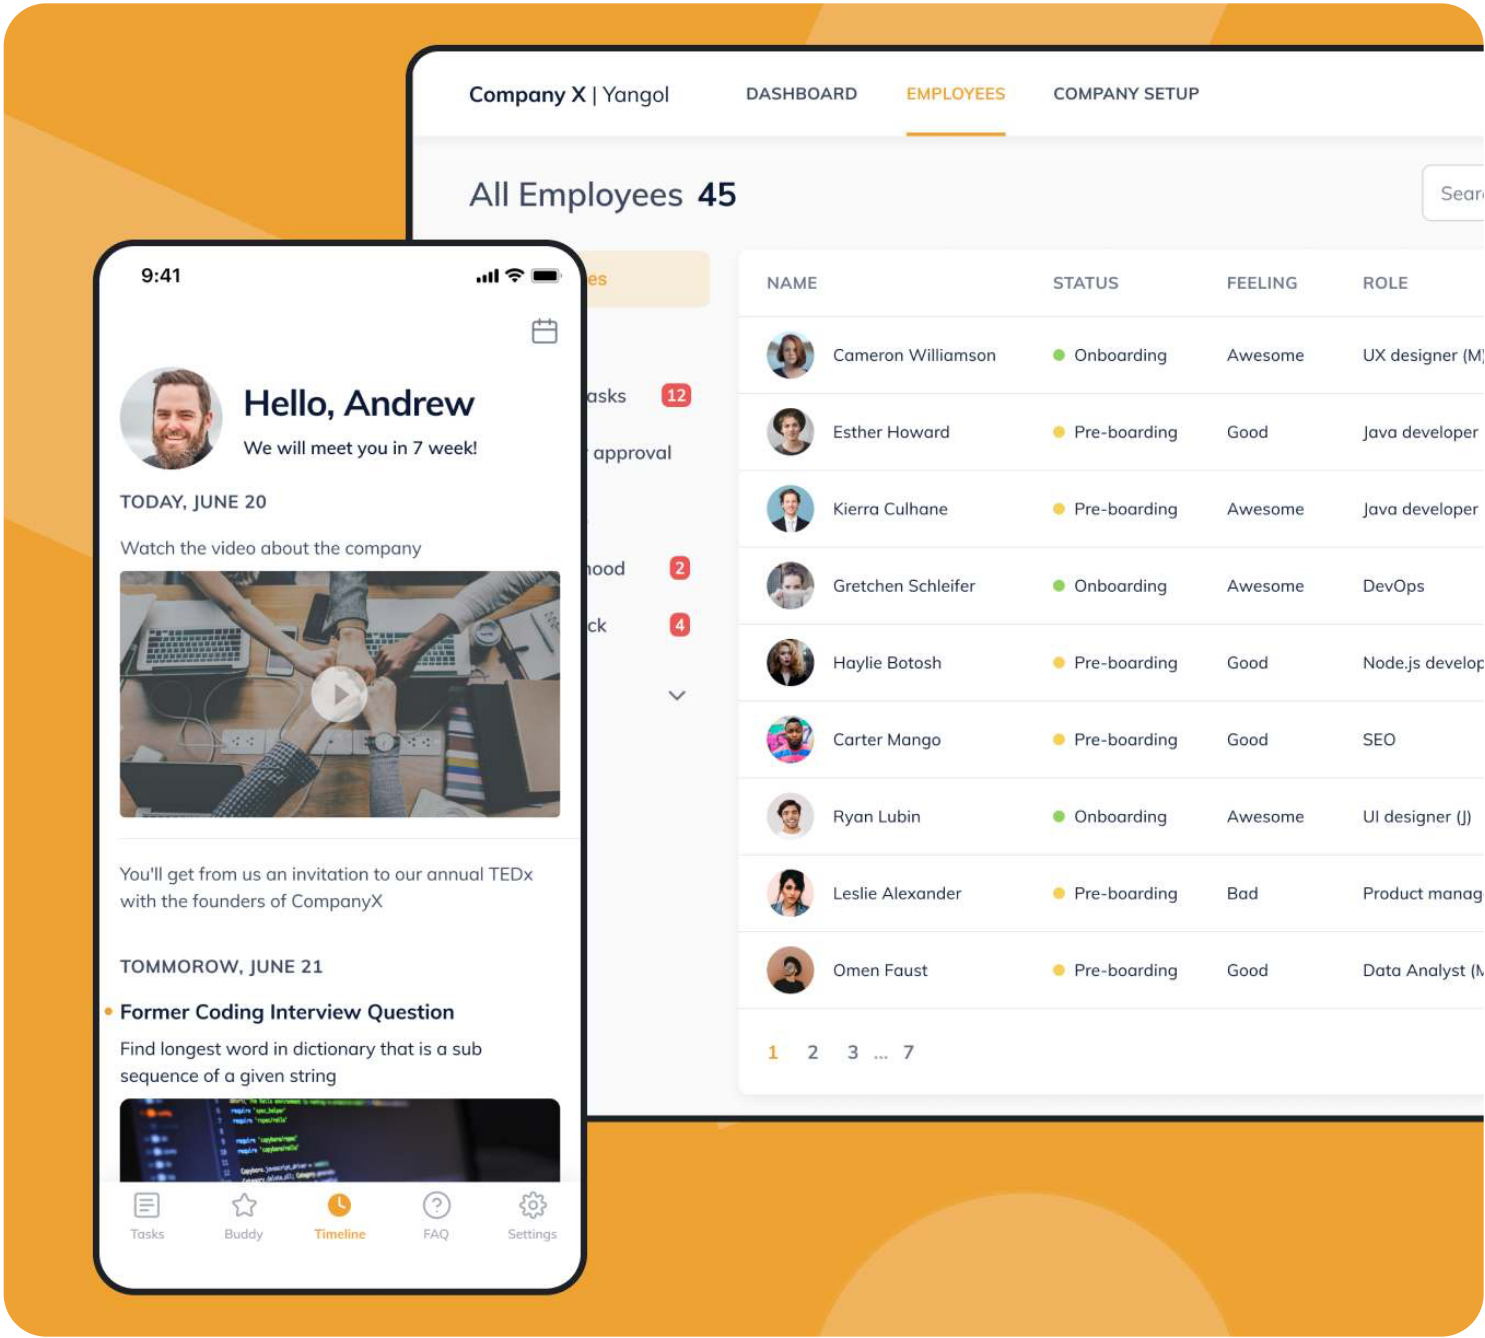 Company X | Yangol
DASHBOARD
EMPLOYEES
COMPANY SETUP
All Employees 45
Sear
es
asks 12
approval
ood 2
ck 4
NAME STATUS FEELING ROLE
Cameron Williamson Onboarding Awesome UX designer (M)
Esther Howard Pre-boarding Good Java developer
Kierra Culhane Pre-boarding Awesome Java developer
Gretchen Schleifer Onboarding Awesome DevOps
Haylie Botosh Pre-boarding Good Node.js develop
Carter Mango Pre-boarding Good SEO
Ryan Lubin Onboarding Awesome UI designer (J)
Leslie Alexander Pre-boarding Bad Product manag
Omen Faust Pre-boarding Good Data Analyst (M
1 2 3 ... 7
9:41
Hello, Andrew
We will meet you in 7 week!
TODAY, JUNE 20
Watch the video about the company
You'll get from us an invitation to our annual TEDx
with the founders of CompanyX
TOMMOROW, JUNE 21
Former Coding Interview Question
Find longest word in dictionary that is a sub
sequence of a given string
Tasks
Buddy
Timeline
FAQ
Settings